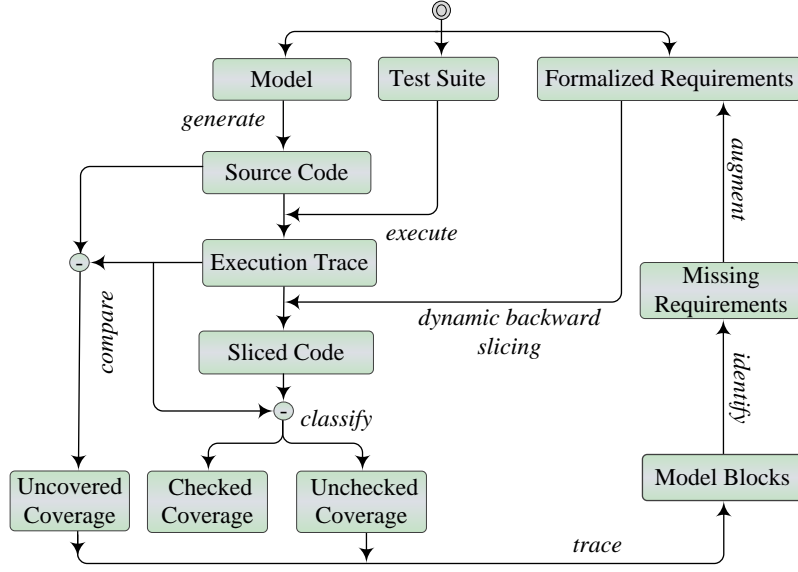 Model
Test Suite
Formalized Requirements
generate
augment
Source Code
execute
-
Execution Trace
Missing
Requirements
compare
dynamic backward
slicing
Sliced Code
identify
-
classify
Uncovered
Coverage
Checked
Coverage
Unchecked
Coverage
Model Blocks
trace